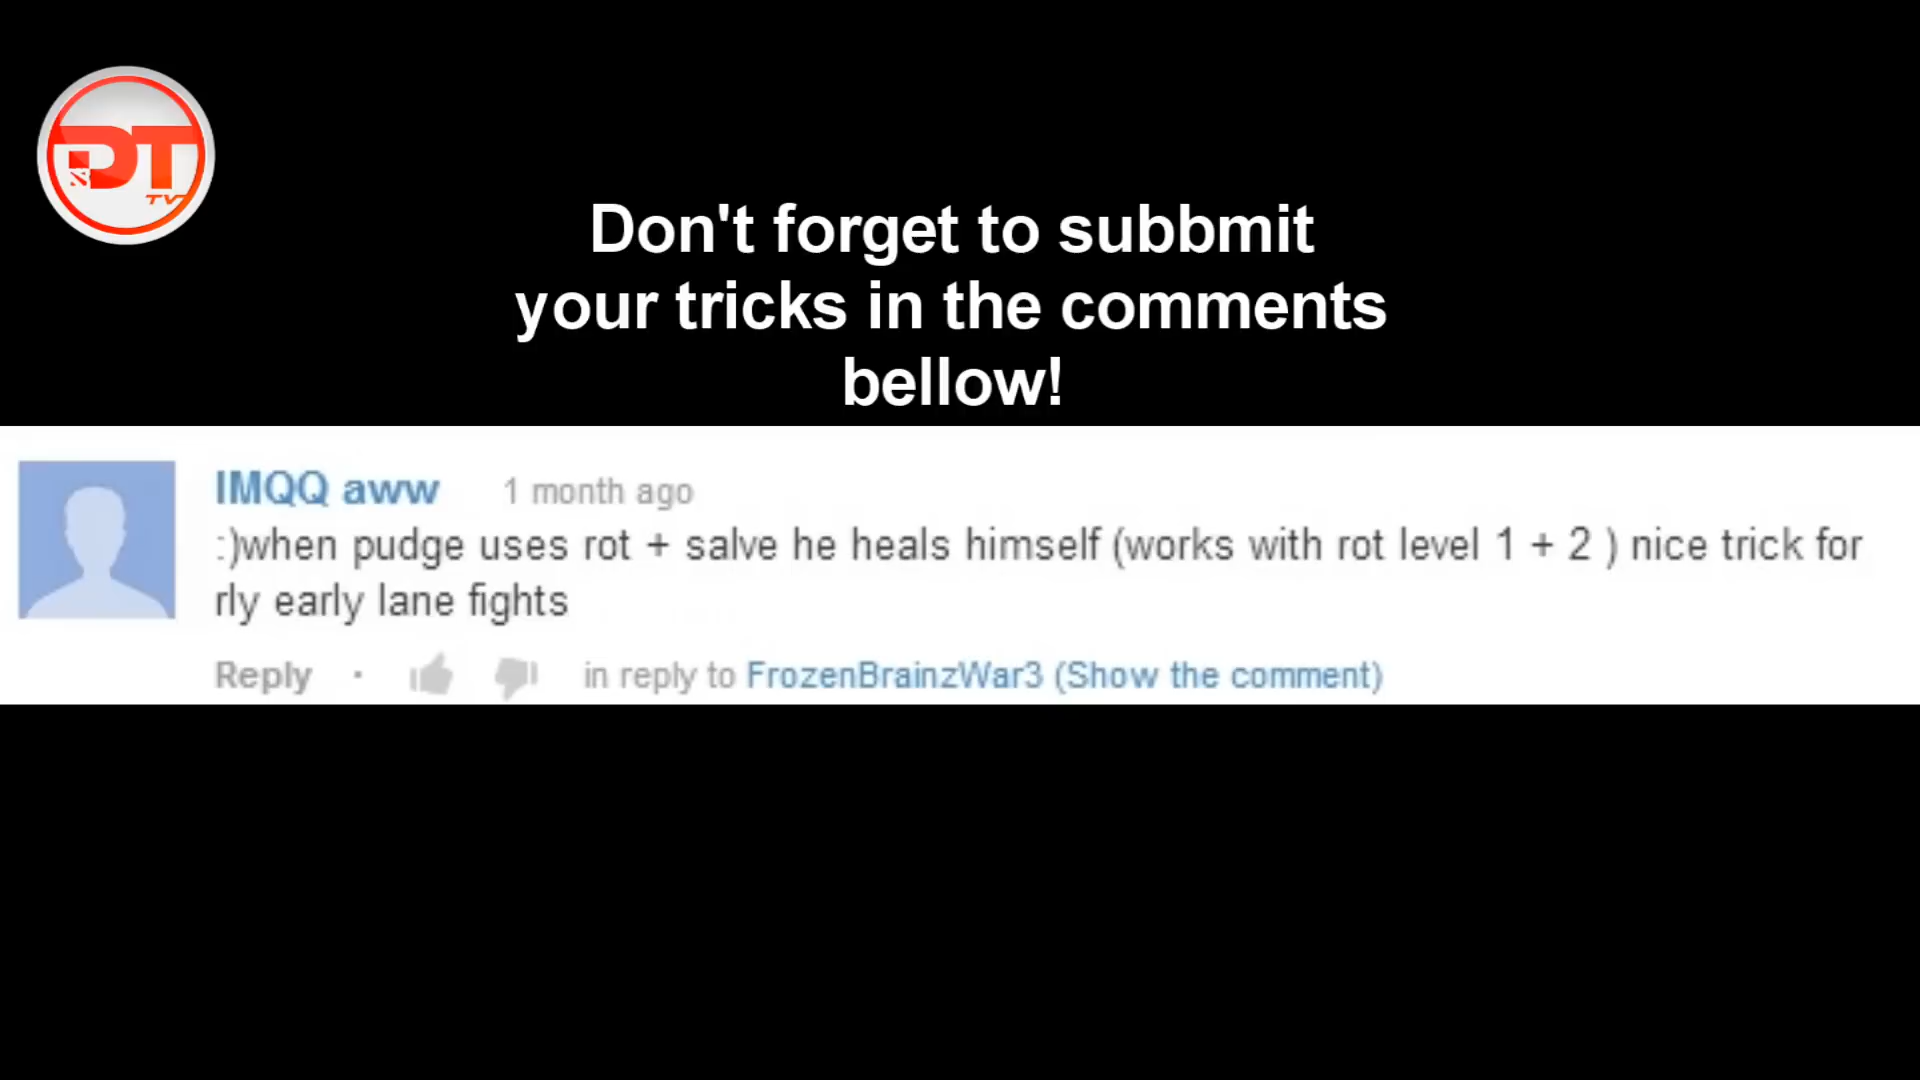 DT
TV
Don't forget to subbmit
your tricks in the comments
bellow!
IMQQ aww 1 month ago
:)when pudge uses rot + salve he heals himself (works with rot level 1 + 2 ) nice trick for
rly early lane fights
Reply · in reply to FrozenBrainzWar3 (Show the comment)